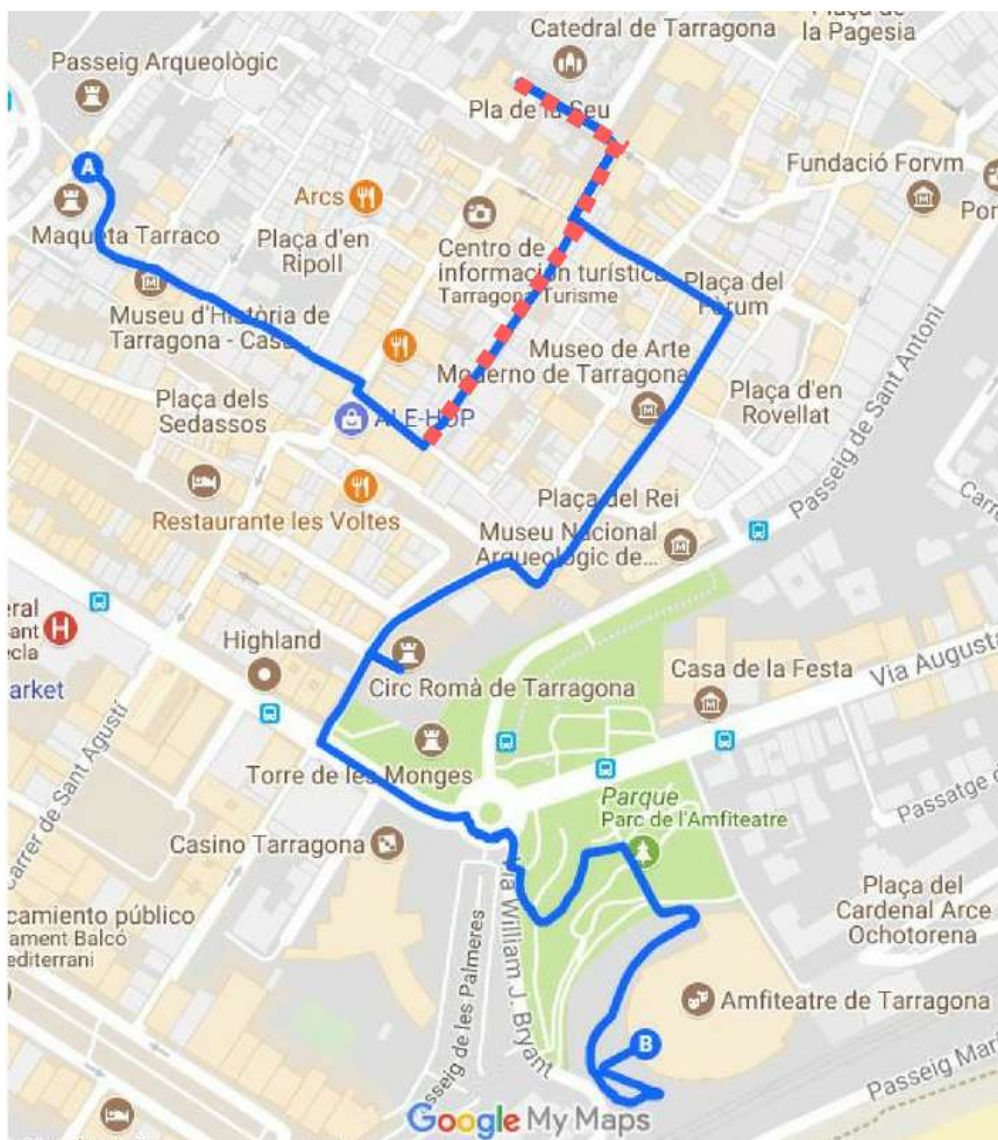 Catedral de Tarragona
la Pagesia
Passeig Arqueològic
Pla de la Seu
A
Fundació Forvm
Arcs
Maqueta Tarraco
Plaça d'en
Ripoll
Centro de
información turística
Tarragona Turisme
Plaça del
Fòrum
Museu d'Història de
Tarragona - Casa...
Museo de Arte
Moderno de Tarragona
Passeig de Sant Antoni
Plaça d'en
Rovellat
Plaça dels
Sedassos
ALE-HOP
Restaurante les Voltes
Plaça del Rei
Museu Nacional
Arqueològic de...
M
H
Highland
Circ Romà de Tarragona
Casa de la Festa
Via Augusta
Carrer de Sant Agustí
Torre de les Monges
Parque
Parc de l'Amfiteatre
Casino Tarragona
Via William J. Bryant
Passeig de les Palmeres
Plaça del
Cardenal Arce
Ochotorena
Amfiteatre de Tarragona
B
Google My Maps